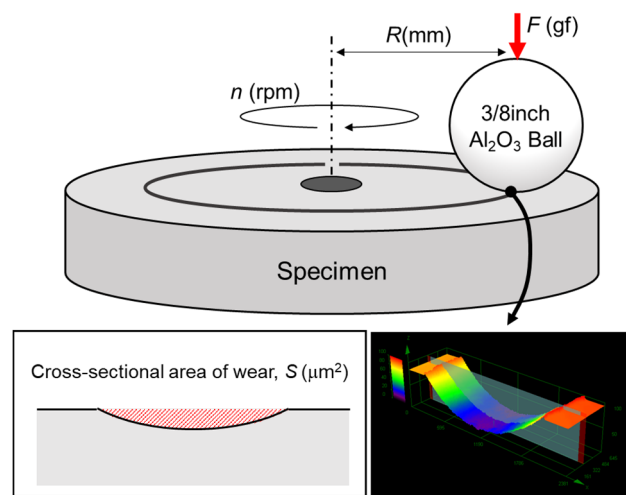 F (gf)
R(mm)
n (rpm)
3/8inch
Al₂O₃ Ball
Specimen
Cross-sectional area of wear, S (μm²)